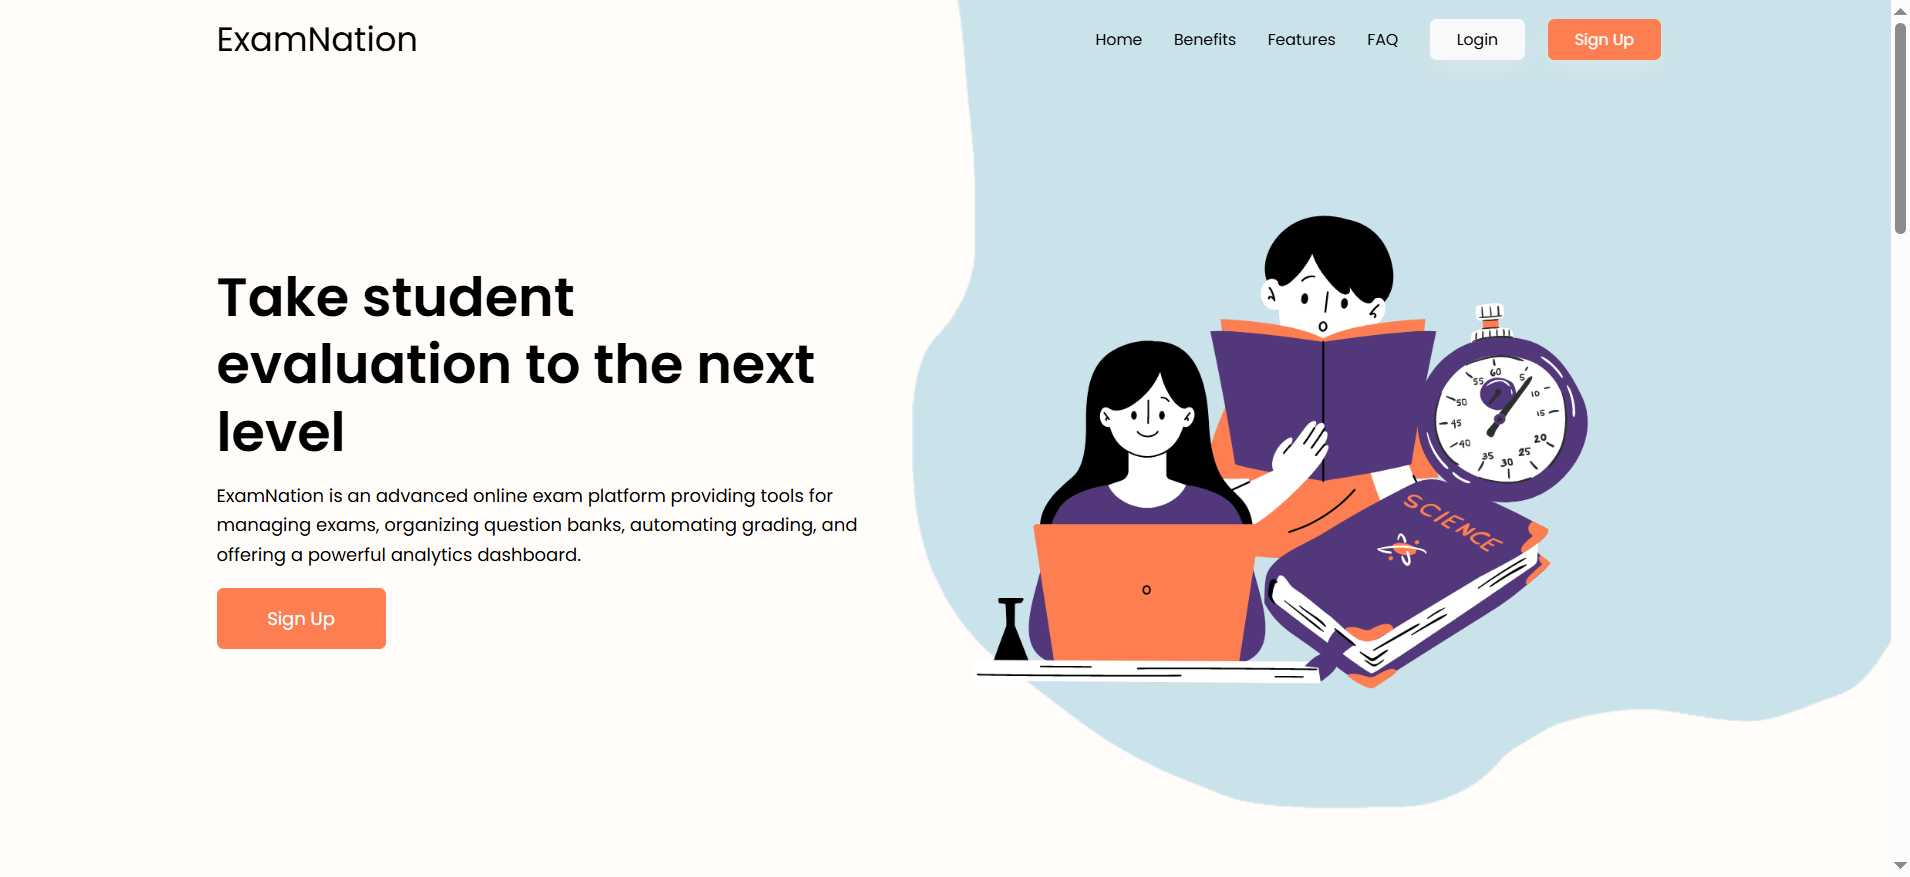 ExamNation
Home Benefits Features FAQ Login Sign Up
Take student
evaluation to the next
level
ExamNation is an advanced online exam platform providing tools for
managing exams, organizing question banks, automating grading, and
offering a powerful analytics dashboard.
Sign Up
60
55 5
50 10
45 15
40 20
35 25
30
SCIENCE